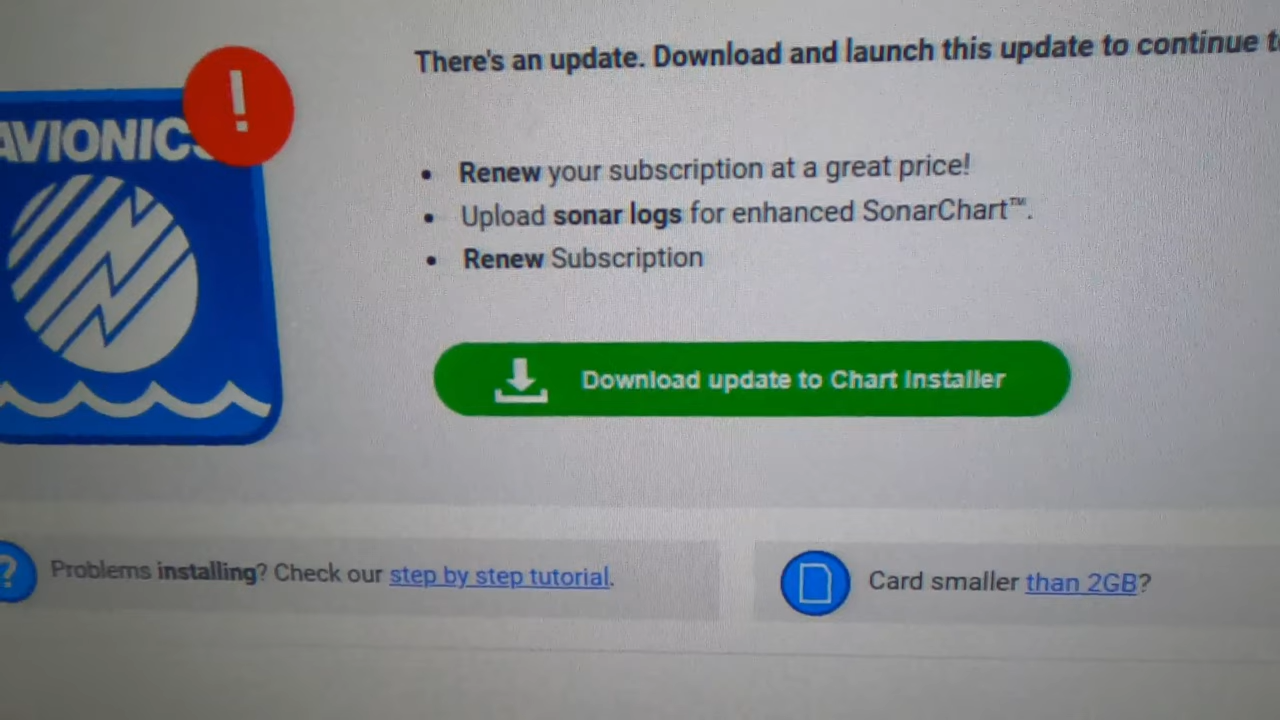 There's an update. Download and launch this update to continue
AVIONICS
Renew your subscription at a great price!
Upload sonar logs for enhanced SonarChart™.
Renew Subscription
Download update to Chart Installer
Problems installing? Check our step by step tutorial.
Card smaller than 2GB?